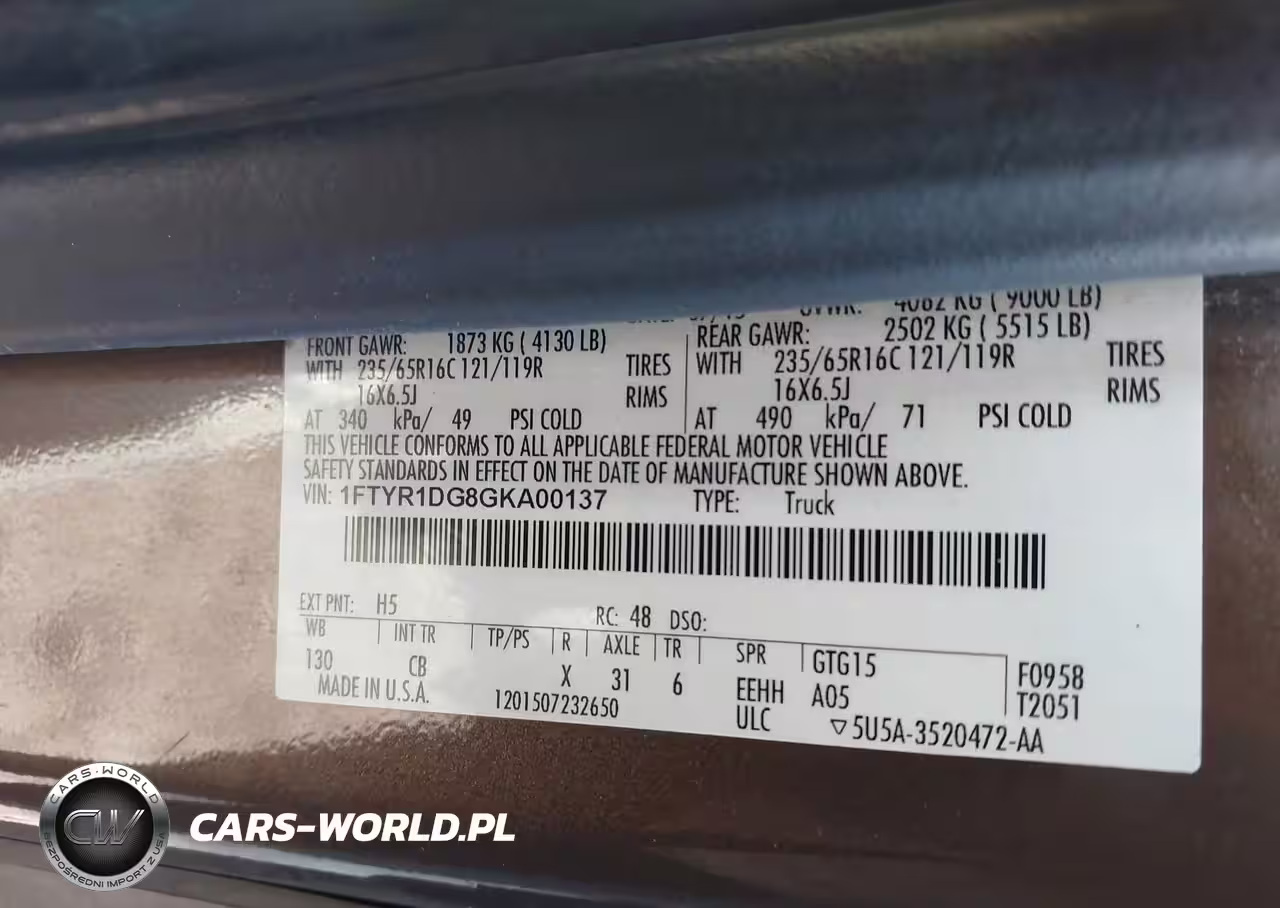 4082 KG ( 9000 LB)
FRONT GAWR: 1873 KG ( 4130 LB) REAR GAWR: 2502 KG ( 5515 LB)
WITH 235/65R16C 121/119R TIRES WITH 235/65R16C 121/119R TIRES
16X6.5J RIMS 16X6.5J RIMS
AT 340 kPa/ 49 PSI COLD AT 490 kPa/ 71 PSI COLD
THIS VEHICLE CONFORMS TO ALL APPLICABLE FEDERAL MOTOR VEHICLE
SAFETY STANDARDS IN EFFECT ON THE DATE OF MANUFACTURE SHOWN ABOVE.
VIN: 1FTYR1DG8GKA00137 TYPE: Truck
EXT PNT: H5 RC: 48 DSO:
WB INT TR TP/PS R AXLE TR SPR GTG15 F0958
130 CB X 31 6 EEHH A05 T2051
MADE IN U.S.A. 1201507232650 ULC ▽5U5A-3520472-AA
CARS-WORLD
CW
BEZPOŚREDNI IMPORT Z USA
CARS-WORLD.PL